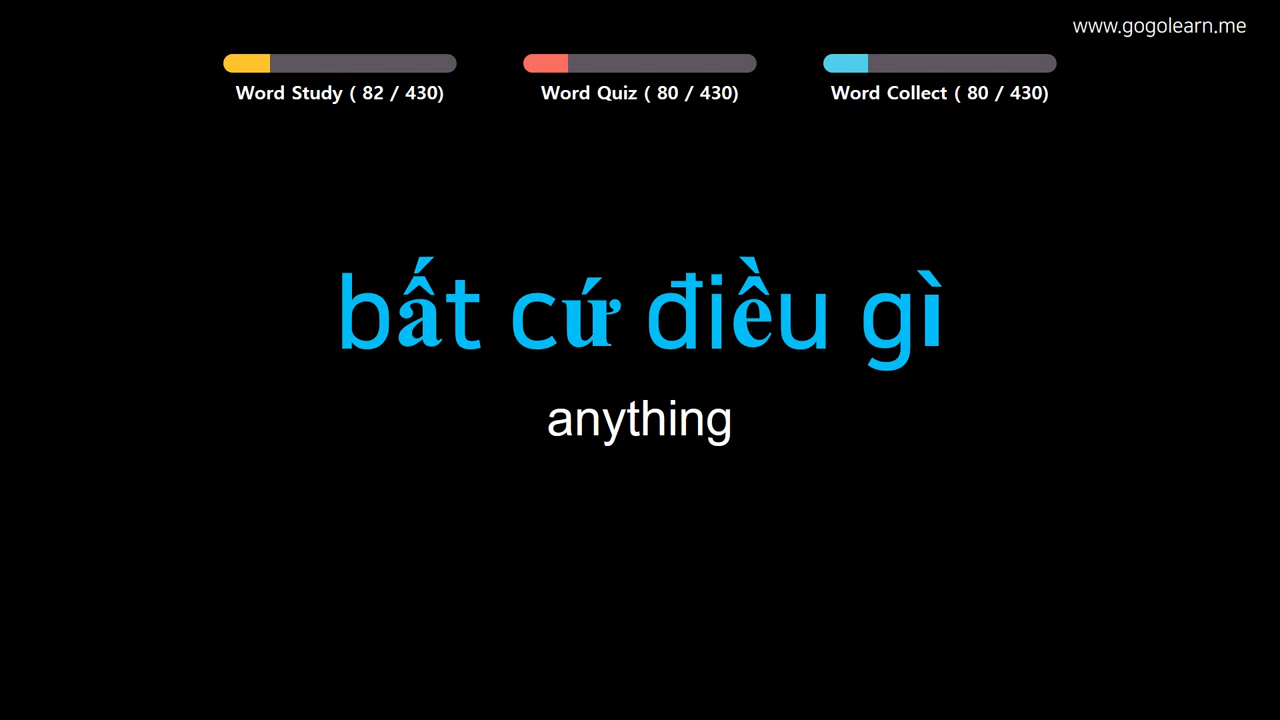 www.gogolearn.me
Word Study ( 82 / 430)
Word Quiz ( 80 / 430)
Word Collect ( 80 / 430)
bất cứ điều gì
anything